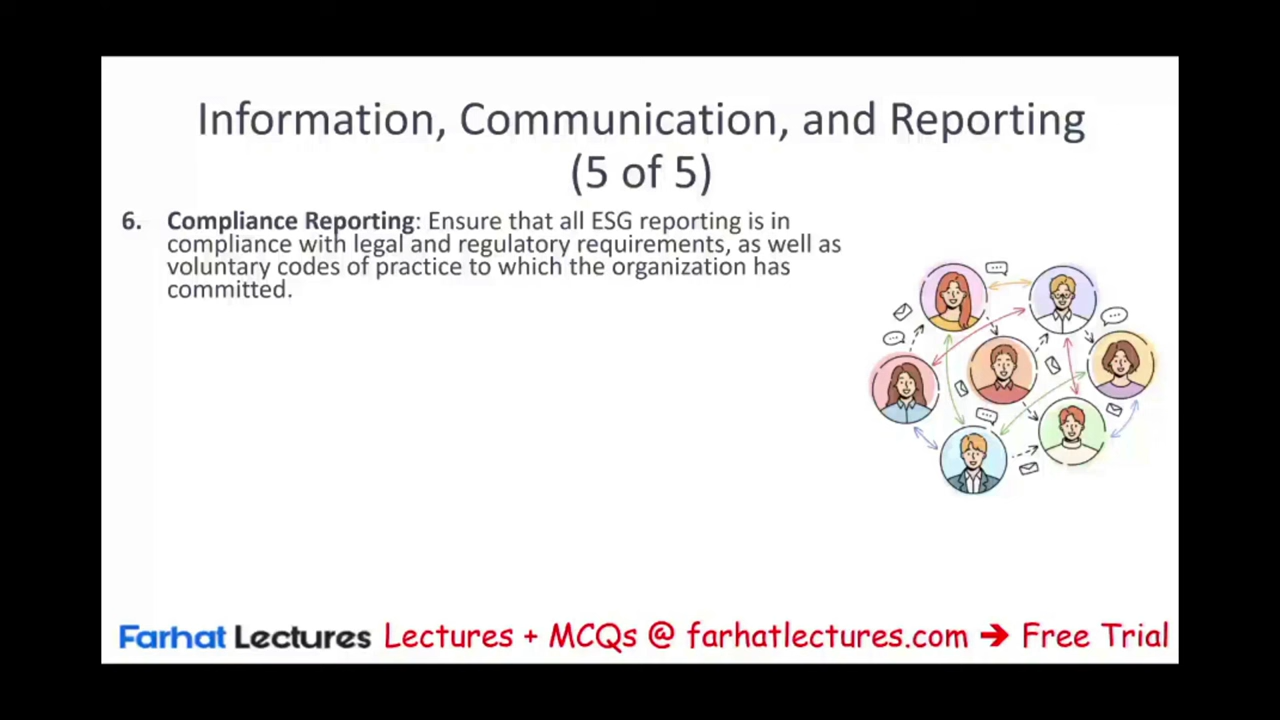 Information, Communication, and Reporting
(5 of 5)
6. Compliance Reporting: Ensure that all ESG reporting is in
compliance with legal and regulatory requirements, as well as
voluntary codes of practice to which the organization has
committed.
Farhat Lectures Lectures + MCQs @ farhatlectures.com ➔ Free Trial